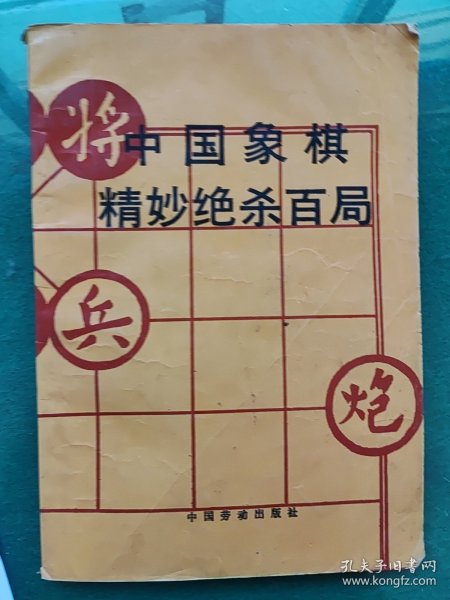 将
中国象棋
精妙绝杀百局
兵
炮
中国劳动出版社
孔夫子旧书网
www.kongfz.com